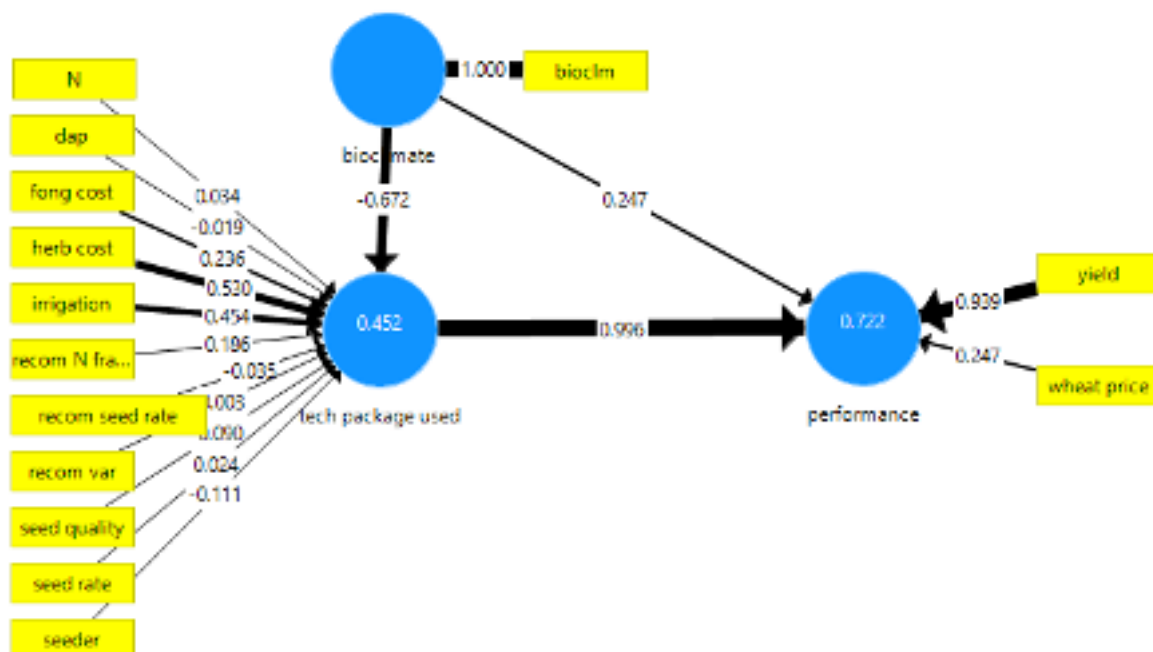 N
dap
fong cost
herb cost
irrigation
recom N fra...
recom seed rate
recom var
seed quality
seed rate
seeder
0.034
-0.019
0.236
0.530
0.454
0.196
-0.035
.003
0.090
0.024
-0.111
1.000
bioclm
-0.672
0.247
0.452
tech package used
0.996
0.722
performance
0.939
yield
0.247
wheat price